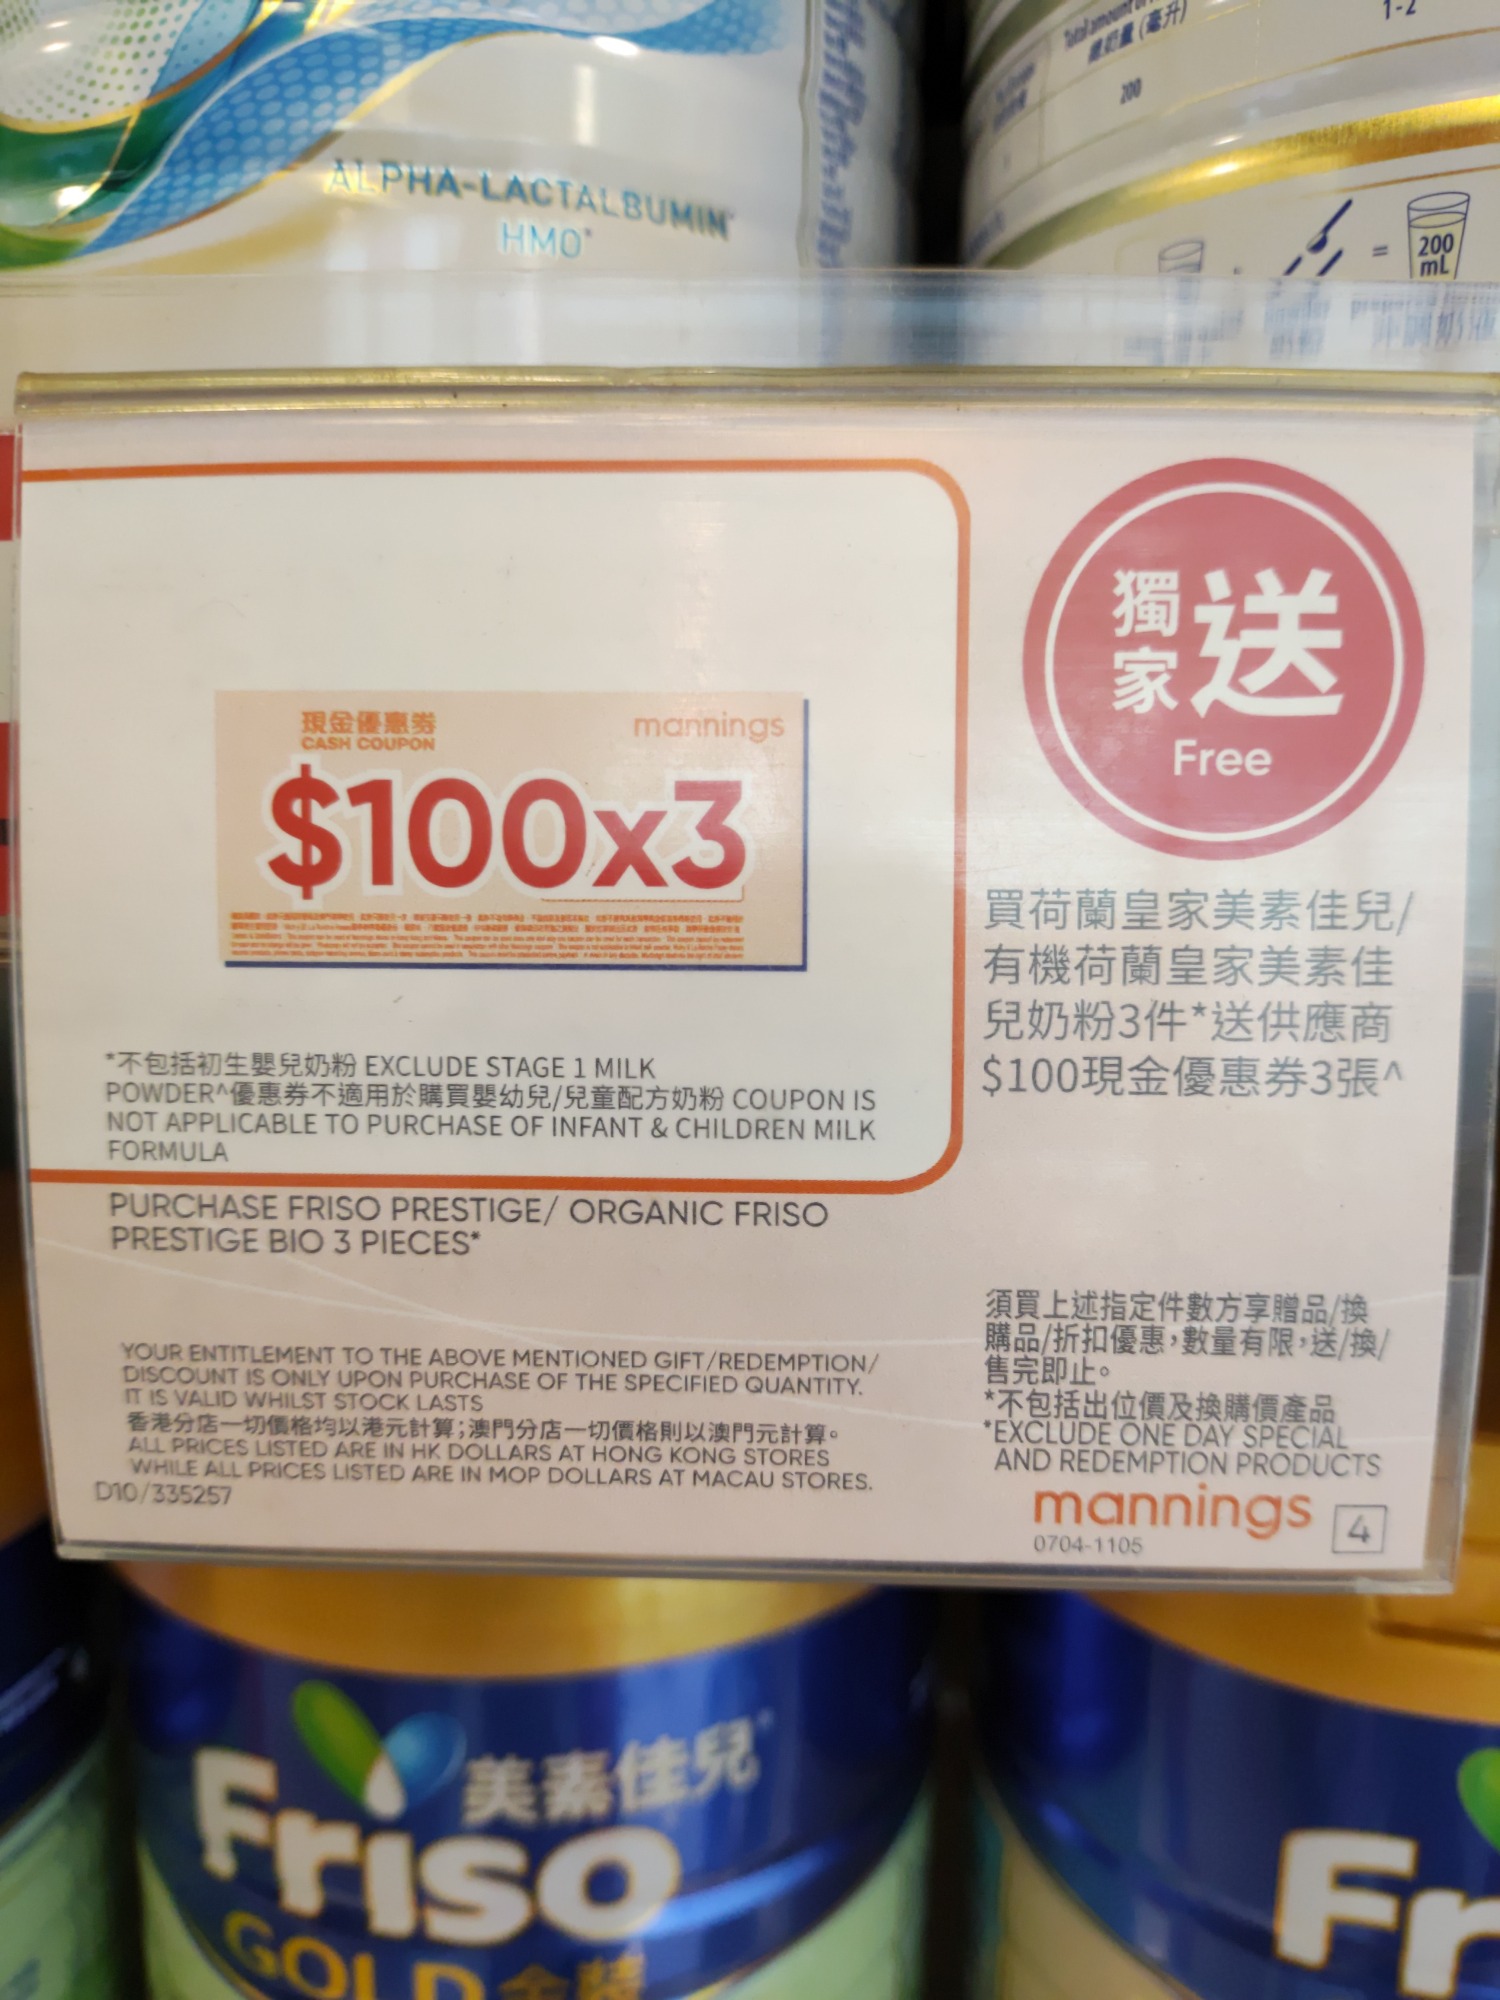 ALPHA-LACTALBUMIN
HMO*
總奶量 (毫升)
200
1-2
=
200
mL
現金優惠券
CASH COUPON
mannings
$100x3
獨家
送
Free
買荷蘭皇家美素佳兒/
有機荷蘭皇家美素佳
兒奶粉3件*送供應商
$100現金優惠券3張^
*不包括初生嬰兒奶粉 EXCLUDE STAGE 1 MILK
POWDER^優惠券不適用於購買嬰幼兒/兒童配方奶粉 COUPON IS
NOT APPLICABLE TO PURCHASE OF INFANT & CHILDREN MILK
FORMULA
PURCHASE FRISO PRESTIGE/ ORGANIC FRISO
PRESTIGE BIO 3 PIECES*
YOUR ENTITLEMENT TO THE ABOVE MENTIONED GIFT/REDEMPTION/
DISCOUNT IS ONLY UPON PURCHASE OF THE SPECIFIED QUANTITY.
IT IS VALID WHILST STOCK LASTS
香港分店一切價格均以港元計算;澳門分店一切價格則以澳門元計算。
ALL PRICES LISTED ARE IN HK DOLLARS AT HONG KONG STORES
WHILE ALL PRICES LISTED ARE IN MOP DOLLARS AT MACAU STORES.
D10/335257
須買上述指定件數方享贈品/換
購品/折扣優惠,數量有限,送/換/
售完即止。
*不包括出位價及換購價產品
*EXCLUDE ONE DAY SPECIAL
AND REDEMPTION PRODUCTS
mannings
4
0704-1105
美素佳兒
Friso
GOLD 金裝
Fr